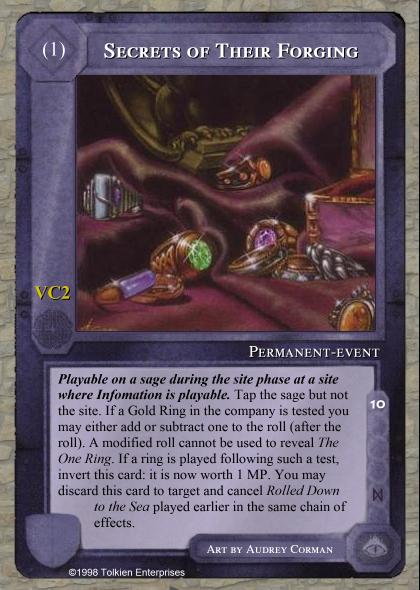 (1)
SECRETS OF THEIR FORGING
VC2
PERMANENT-EVENT
Playable on a sage during the site phase at a site
where Infomation is playable. Tap the sage but not
the site. If a Gold Ring in the company is tested you
may either add or subtract one to the roll (after the
roll). A modified roll cannot be used to reveal The
One Ring. If a ring is played following such a test,
invert this card: it is now worth 1 MP. You may
discard this card to target and cancel Rolled Down
to the Sea played earlier in the same chain of
effects.
10
ART BY AUDREY CORMAN
©1998 Tolkien Enterprises